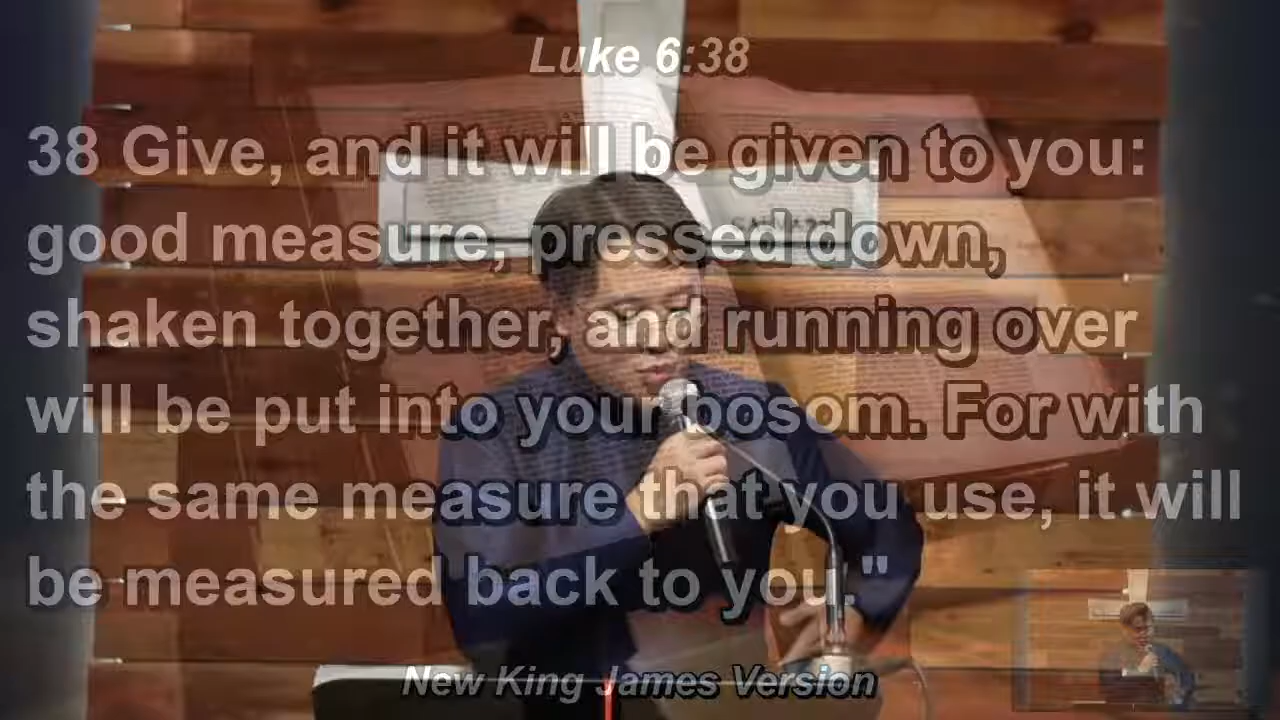 Luke 6:38
38 Give, and it will be given to you:
good measure, pressed down,
shaken together, and running over
will be put into your bosom. For with
the same measure that you use, it will
be measured back to you."
New King James Version